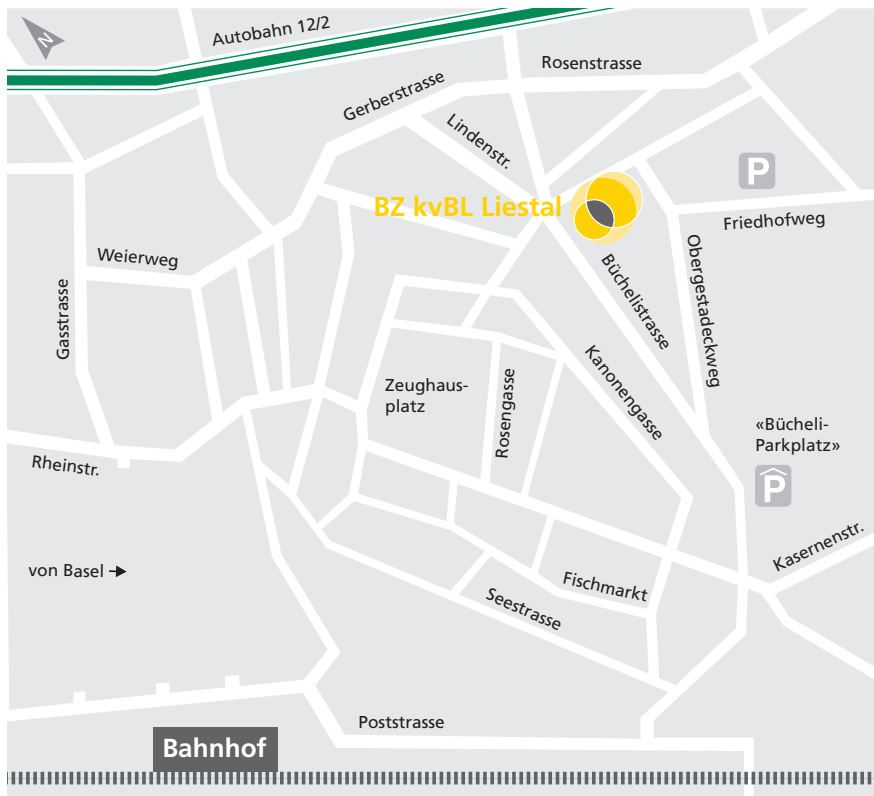 N
Autobahn 12/2
Rosenstrasse
Gerberstrasse
Lindenstr.
P
BZ kvBL Liestal
Friedhofweg
Weierweg
Obergestadeckweg
Büchelistrasse
Gasstrasse
Kanonengasse
Zeughaus-
platz
Rosengasse
«Bücheli-
Parkplatz»
Rheinstr.
P
Kasernenstr.
von Basel
Fischmarkt
Seestrasse
Poststrasse
Bahnhof